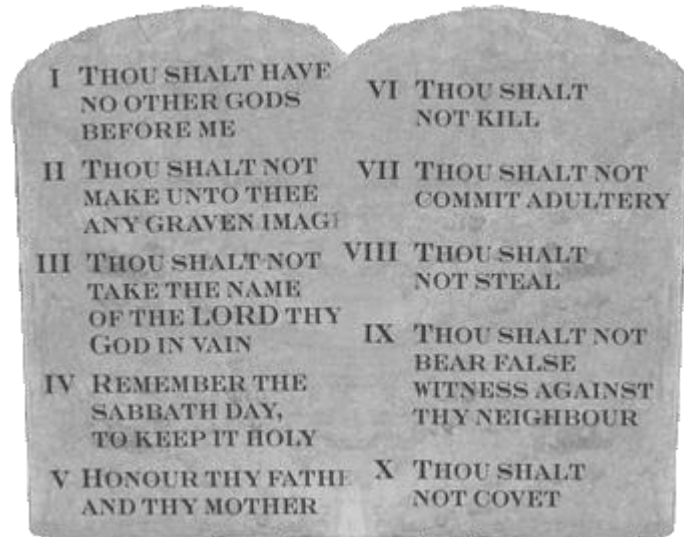 I THOU SHALT HAVE
NO OTHER GODS
BEFORE ME
II THOU SHALT NOT
MAKE UNTO THEE
ANY GRAVEN IMAGE
III THOU SHALT NOT
TAKE THE NAME
OF THE LORD THY
GOD IN VAIN
IV REMEMBER THE
SABBATH DAY,
TO KEEP IT HOLY
V HONOUR THY FATHE
AND THY MOTHER
VI THOU SHALT
NOT KILL
VII THOU SHALT NOT
COMMIT ADULTERY
VIII THOU SHALT
NOT STEAL
IX THOU SHALT NOT
BEAR FALSE
WITNESS AGAINST
THY NEIGHBOUR
X THOU SHALT
NOT COVET